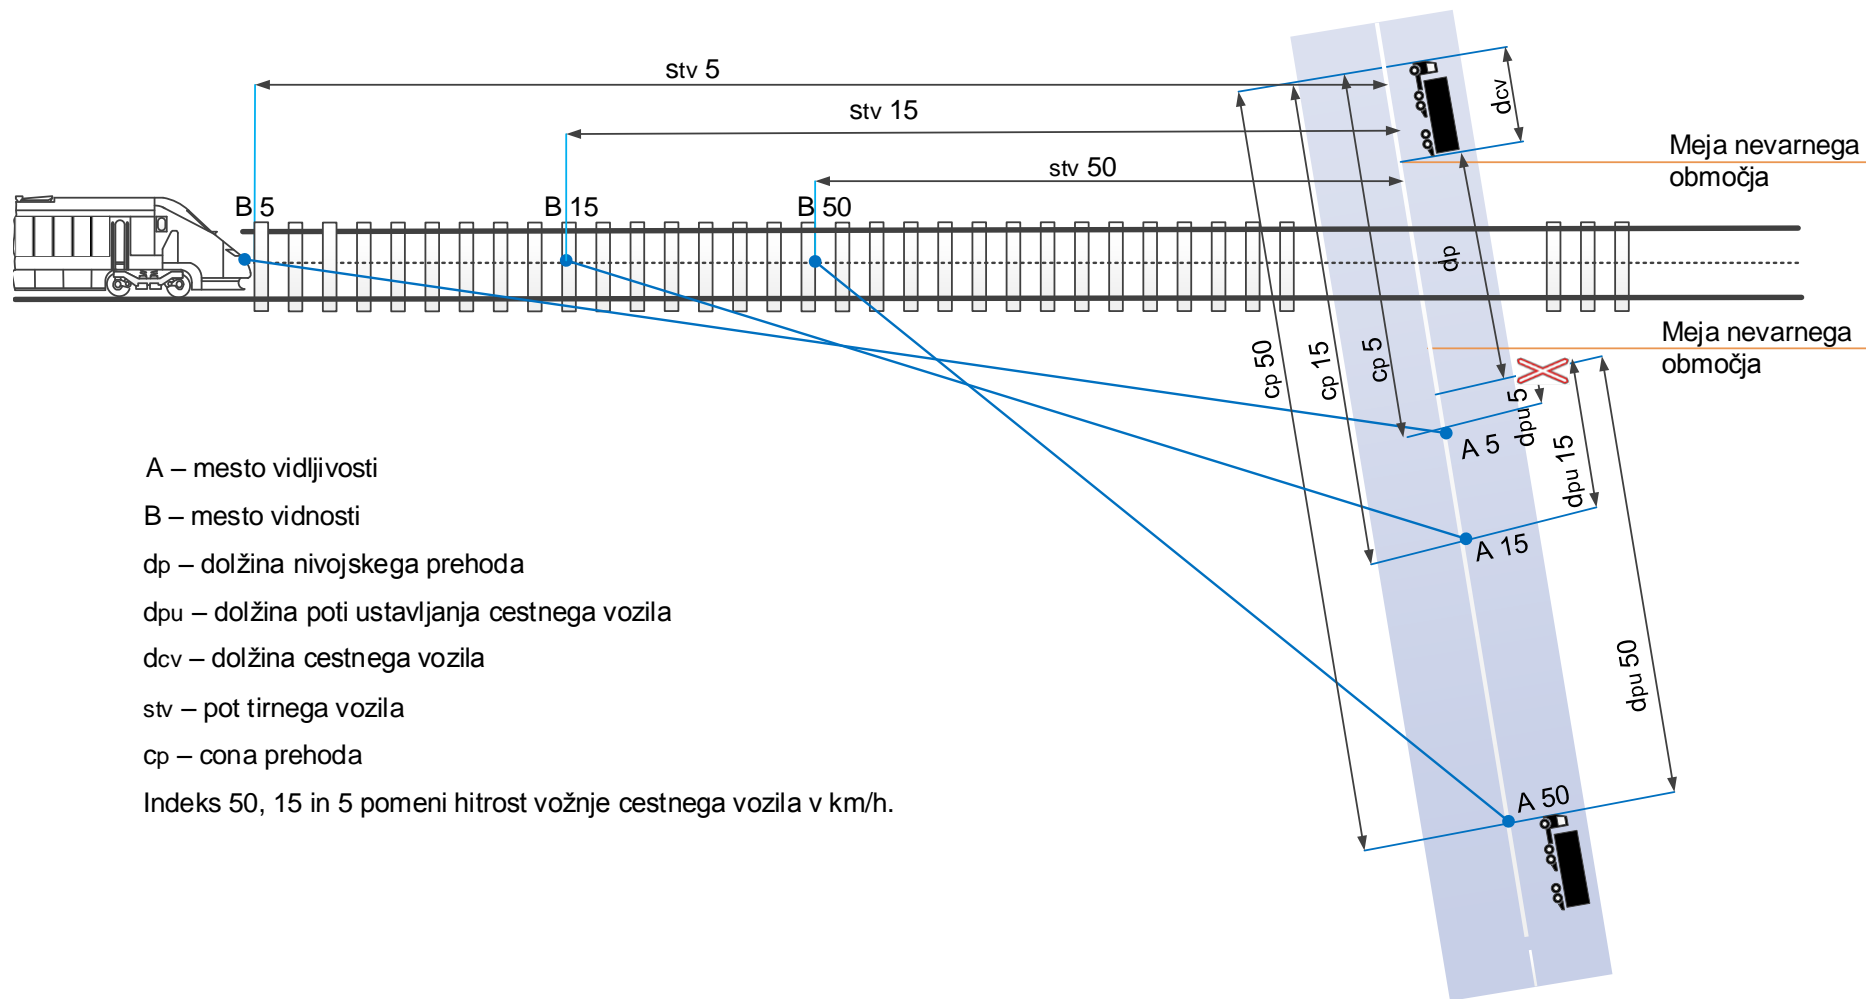 stv 5
stv 15
stv 50
dcv
Meja nevarnega
območja
B 5
B 15
B 50
dp
Meja nevarnega
območja
cp 50
cp 15
cp 5
dpu 5
dpu 15
dpu 50
A 5
A 15
A 50
A – mesto vidljivosti
B – mesto vidnosti
dp – dolžina nivojskega prehoda
dpu – dolžina poti ustavljanja cestnega vozila
dcv – dolžina cestnega vozila
stv – pot tirnega vozila
cp – cona prehoda
Indeks 50, 15 in 5 pomeni hitrost vožnje cestnega vozila v km/h.